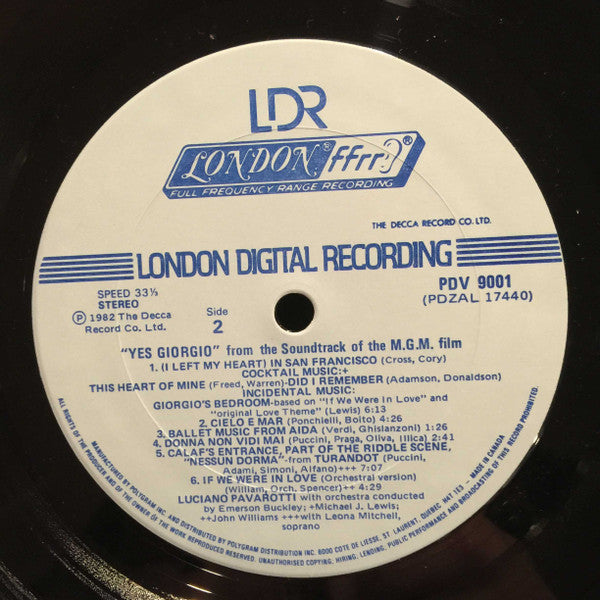 LDR
LONDON® ffrr®
FULL FREQUENCY RANGE RECORDING
THE DECCA RECORD CO. LTD.
LONDON DIGITAL RECORDING
SPEED 33⅓
STEREO
℗ 1982 The Decca
Record Co. Ltd.
Side
2
PDV 9001
(PDZAL 17440)
"YES GIORGIO" from the Soundtrack of the M.G.M. film
1. (I LEFT MY HEART) IN SAN FRANCISCO (Cross, Cory)
COCKTAIL MUSIC:+
THIS HEART OF MINE (Freed, Warren)-DID I REMEMBER (Adamson, Donaldson)
INCIDENTAL MUSIC:
GIORGIO'S BEDROOM-based on "If We Were in Love" and
"original Love Theme" (Lewis) 6:13
2. CIELO E MAR (Ponchielli, Boito) 4:26
3. BALLET MUSIC FROM AIDA (Verdi, Ghislanzoni) 1:26
4. DONNA NON VIDI MAI (Puccini, Praga, Oliva, Illica) 2:41
5. CALAF'S ENTRANCE, PART OF THE RIDDLE SCENE,
"NESSUN DORMA"-from TURANDOT (Puccini,
Adami, Simoni, Alfano)+++ 7:07
6. IF WE WERE IN LOVE (Orchestral version)
(William, Orch. Spencer)++ 4:29
LUCIANO PAVAROTTI with orchestra conducted
by Emerson Buckley; +Michael J. Lewis;
++John Williams +++with Leona Mitchell,
soprano
MANUFACTURED BY POLYGRAM INC. AND DISTRIBUTED BY POLYGRAM DISTRIBUTION INC. 6000 COTE DE LIESSE, ST. LAURENT, QUEBEC H4T 1E3 - MADE IN CANADA
ALL RIGHTS OF THE PRODUCER AND OF THE OWNER OF THE WORK REPRODUCED RESERVED. UNAUTHORISED COPYING, HIRING, LENDING, PUBLIC PERFORMANCE AND BROADCASTING OF THIS RECORD PROHIBITED.